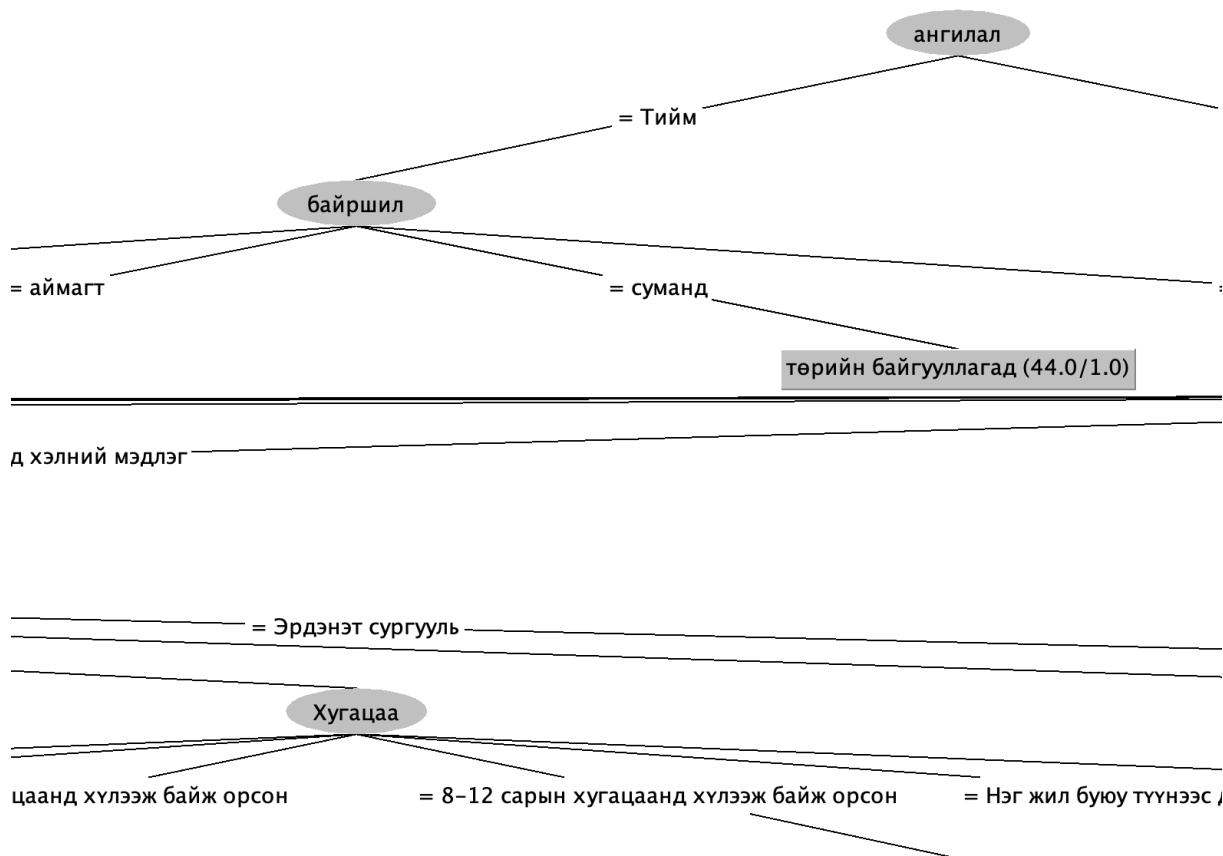 ангилал
= Тийм
байршил
= аймагт
= суманд
төрийн байгууллагад (44.0/1.0)
д хэлний мэдлэг
= Эрдэнэт сургууль
Хугацаа
цаанд хүлээж байж орсон
= 8–12 сарын хугацаанд хүлээж байж орсон
= Нэг жил буюу түүнээс